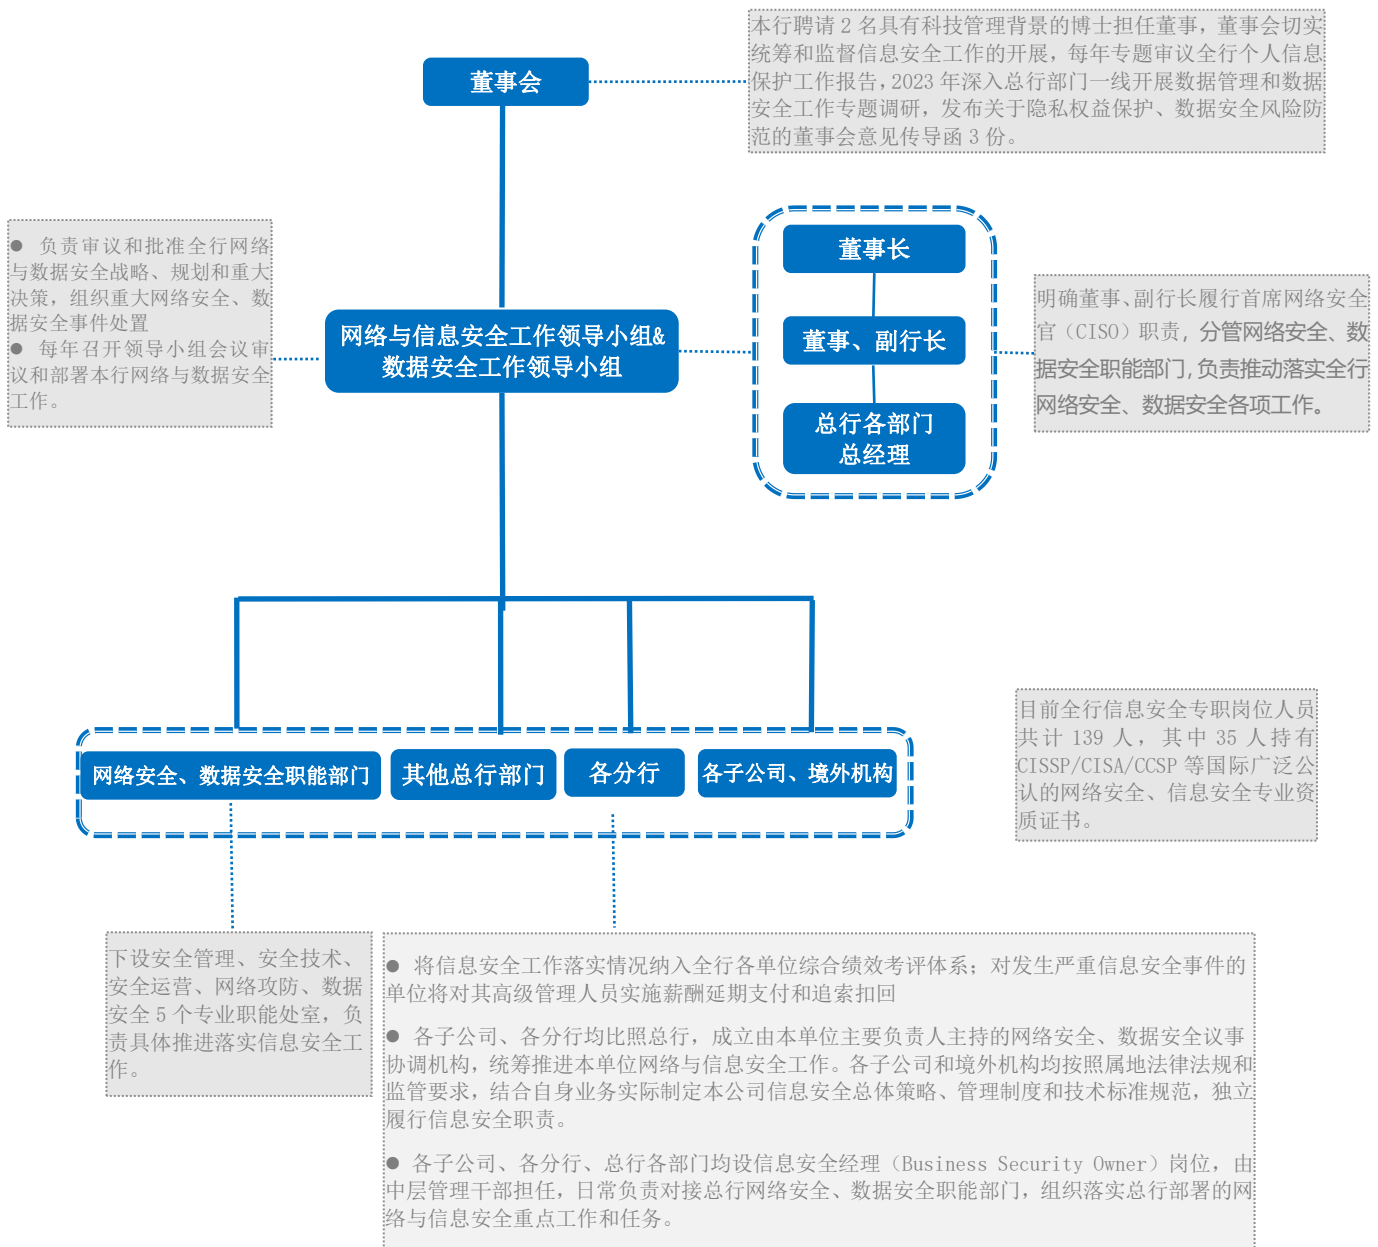 本行聘请 2 名具有科技管理背景的博士担任董事，董事会切实
统筹和监督信息安全工作的开展，每年专题审议全行个人信息
保护工作报告，2023 年深入总行部门一线开展数据管理和数据
安全工作专题调研，发布关于隐私权益保护、数据安全风险防
范的董事会意见传导函 3 份。
董事会
● 负责审议和批准全行网络
与数据安全战略、规划和重大
决策，组织重大网络安全、数
据安全事件处置
● 每年召开领导小组会议审
议和部署本行网络与数据安全
工作。
网络与信息安全工作领导小组&
数据安全工作领导小组
董事长
董事、副行长
总行各部门
总经理
明确董事、副行长履行首席网络安全
官（CISO）职责，分管网络安全、数
据安全职能部门，负责推动落实全行
网络安全、数据安全各项工作。
目前全行信息安全专职岗位人员
共计 139 人，其中 35 人持有
CISSP/CISA/CCSP 等国际广泛公
认的网络安全、信息安全专业资
质证书。
网络安全、数据安全职能部门
其他总行部门
各分行
各子公司、境外机构
下设安全管理、安全技术、
安全运营、网络攻防、数据
安全 5 个专业职能处室，负
责具体推进落实信息安全工
作。
● 将信息安全工作落实情况纳入全行各单位综合绩效考评体系；对发生严重信息安全事件的
单位将对其高级管理人员实施薪酬延期支付和追索扣回
● 各子公司、各分行均比照总行，成立由本单位主要负责人主持的网络安全、数据安全议事
协调机构，统筹推进本单位网络与信息安全工作。各子公司和境外机构均按照属地法律法规和
监管要求，结合自身业务实际制定本公司信息安全总体策略、管理制度和技术标准规范，独立
履行信息安全职责。
● 各子公司、各分行、总行各部门均设信息安全经理（Business Security Owner）岗位，由
中层管理干部担任，日常负责对接总行网络安全、数据安全职能部门，组织落实总行部署的网
络与信息安全重点工作和任务。